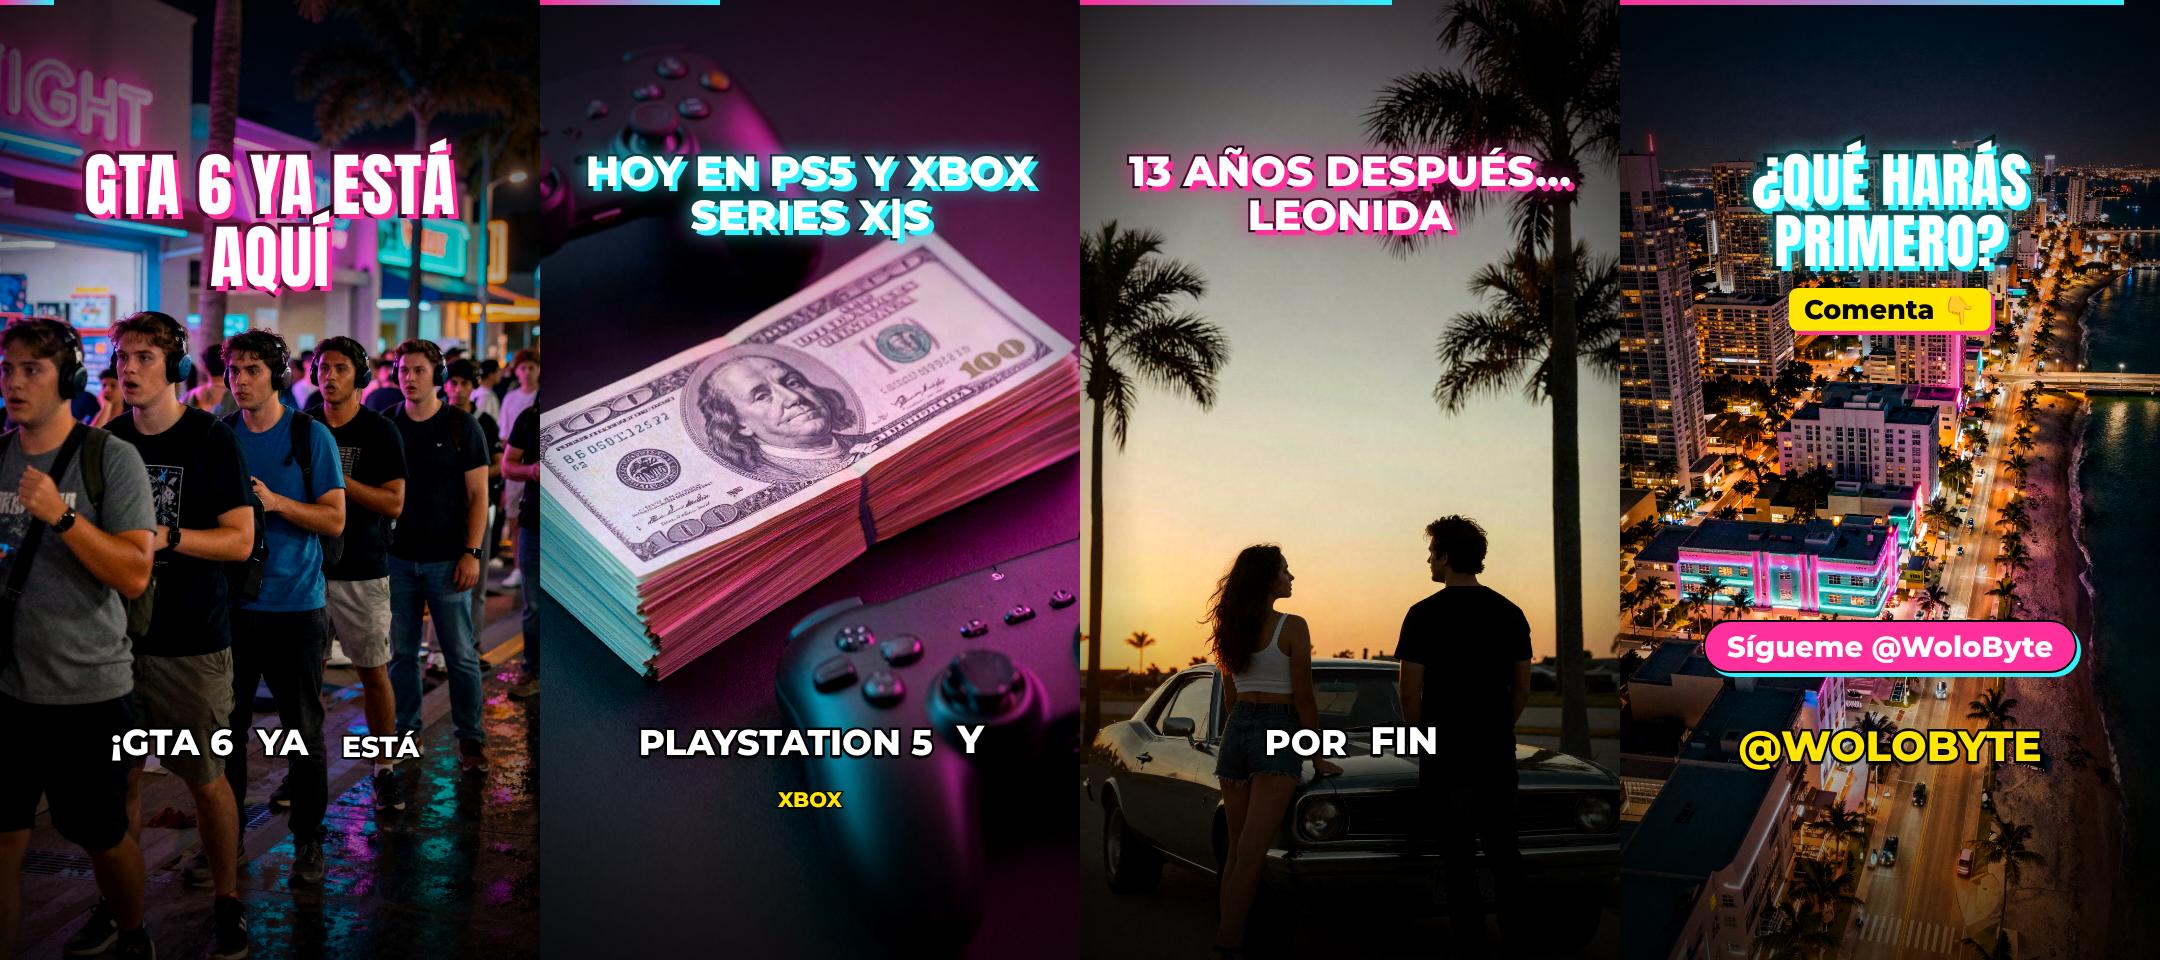 IGHT
GTA 6 YA ESTÁ
AQUÍ
¡GTA 6 YA ESTÁ
HOY EN PS5 Y XBOX
SERIES X|S
100
100
100
PLAYSTATION 5 Y
XBOX
13 AÑOS DESPUÉS...
LEONIDA
POR FIN
¿QUÉ HARÁS
PRIMERO?
Comenta 👇
Sígueme @WoloByte
@WOLOBYTE